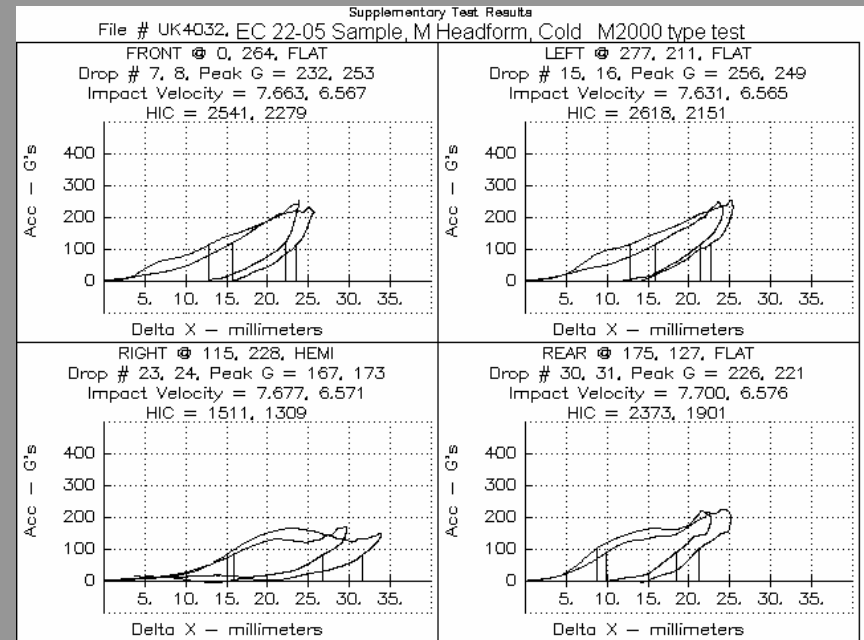 Supplementary Test Results
File # UK4032, EC 22-05 Sample, M Headform, Cold M2000 type test
FRONT @ 0, 264, FLAT
Drop # 7, 8, Peak G = 232, 253
Impact Velocity = 7.663, 6.567
HIC = 2541, 2279
Acc – G's
400
300
200
100
0
5. 10. 15. 20. 25. 30. 35.
Delta X – millimeters
LEFT @ 277, 211, FLAT
Drop # 15, 16, Peak G = 256, 249
Impact Velocity = 7.631, 6.565
HIC = 2618, 2151
Acc – G's
400
300
200
100
0
5. 10. 15. 20. 25. 30. 35.
Delta X – millimeters
RIGHT @ 115, 228, HEMI
Drop # 23, 24, Peak G = 167, 173
Impact Velocity = 7.677, 6.571
HIC = 1511, 1309
Acc – G's
400
300
200
100
0
5. 10. 15. 20. 25. 30. 35.
Delta X – millimeters
REAR @ 175, 127, FLAT
Drop # 30, 31, Peak G = 226, 221
Impact Velocity = 7.700, 6.576
HIC = 2373, 1901
Acc – G's
400
300
200
100
0
5. 10. 15. 20. 25. 30. 35.
Delta X – millimeters